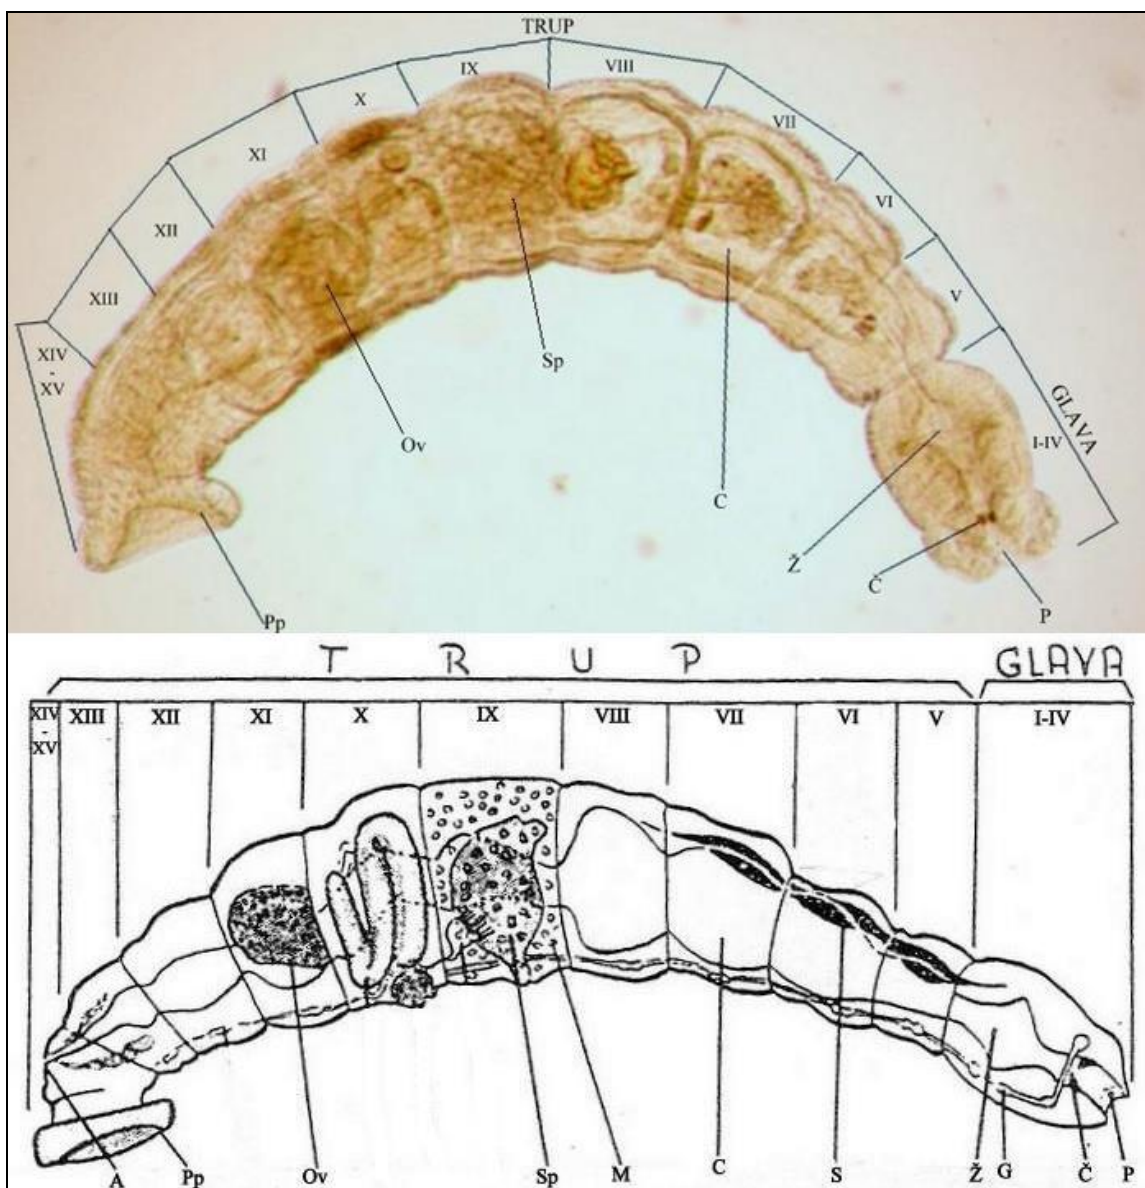 TRUP
IX
VIII
X
VII
XI
VI
XII
V
XIII
XIV
-
XV
GLAVA
I-IV
Sp
Ov
C
Ž
Č
P
Pp
TRUP GLAVA
XIV
-
XV
XIII XII XI X IX VIII VII VI V I-IV
A Pp Ov Sp M C S Ž G Č P